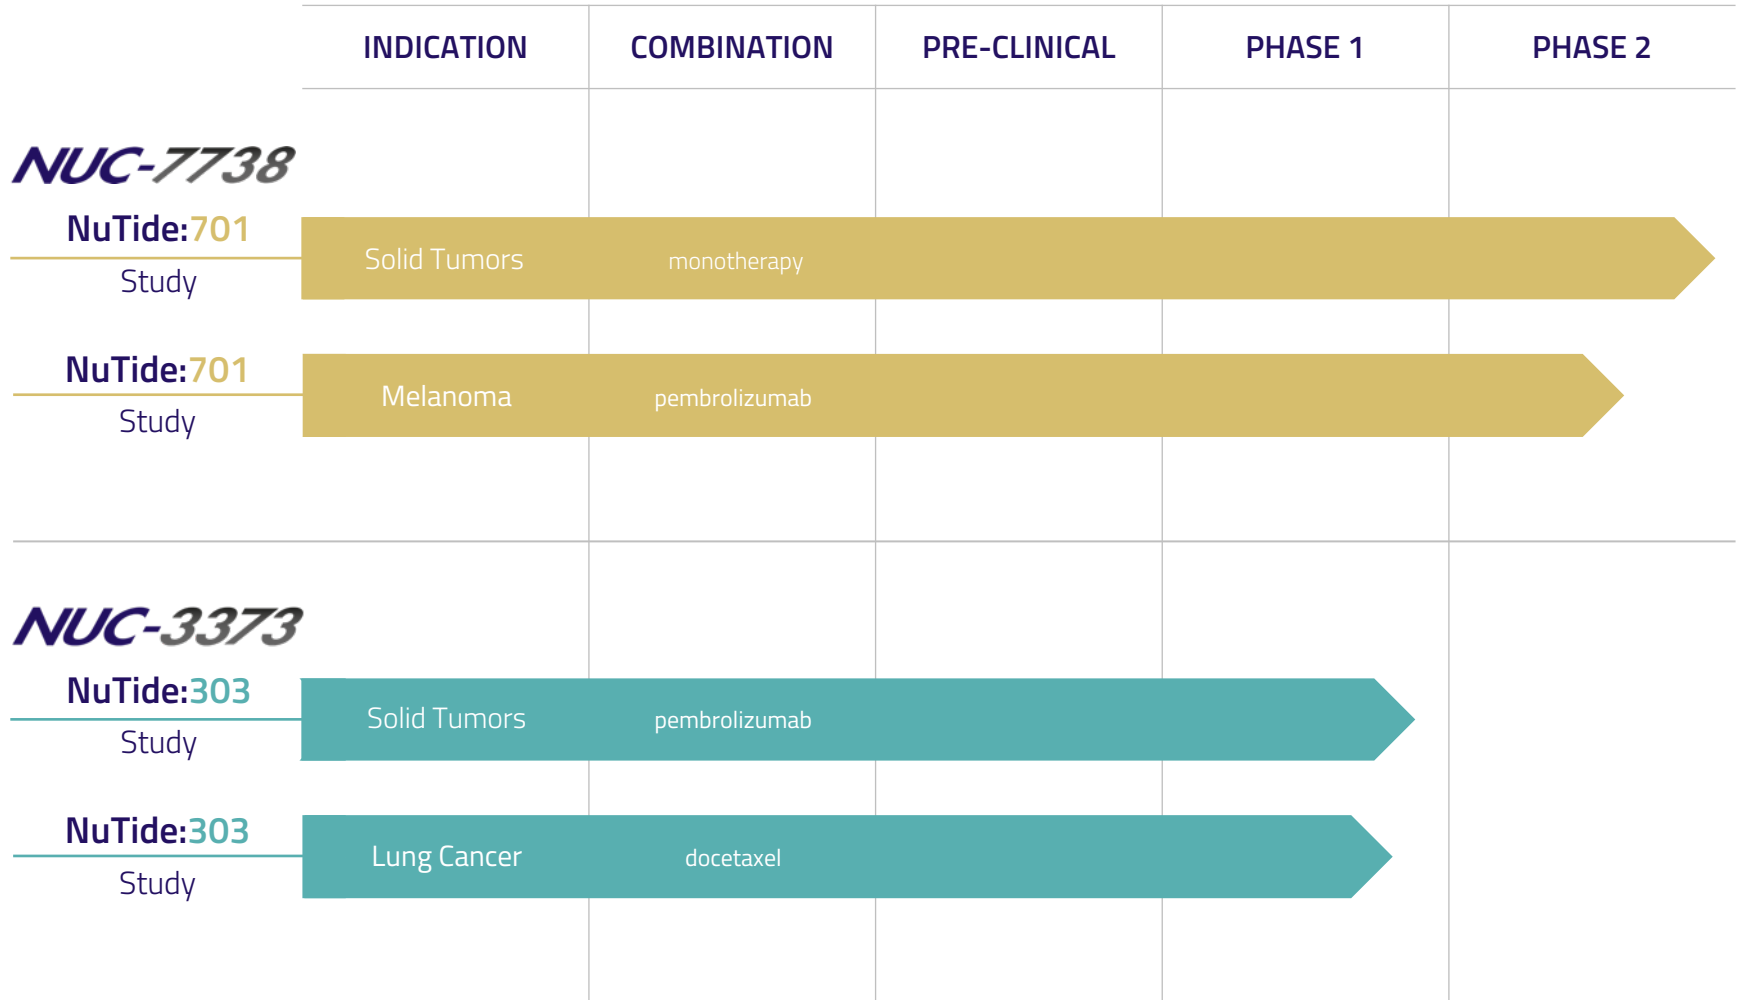 INDICATION COMBINATION PRE-CLINICAL PHASE 1 PHASE 2
NUC-7738
NuTide:701
Study
Solid Tumors monotherapy
NuTide:701
Study
Melanoma pembrolizumab
NUC-3373
NuTide:303
Study
Solid Tumors pembrolizumab
NuTide:303
Study
Lung Cancer docetaxel